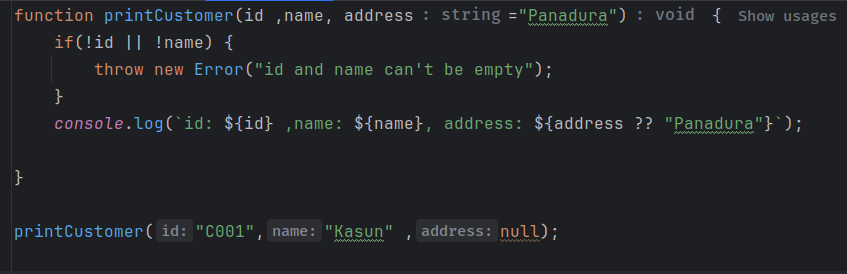 function printCustomer(id ,name, address : string ="Panadura") : void { Show usages
if(!id || !name) {
throw new Error("id and name can't be empty");
}
console.log(`id: ${id} ,name: ${name}, address: ${address ?? "Panadura"}`);
}
printCustomer( id: "C001", name: "Kasun" , address: null);